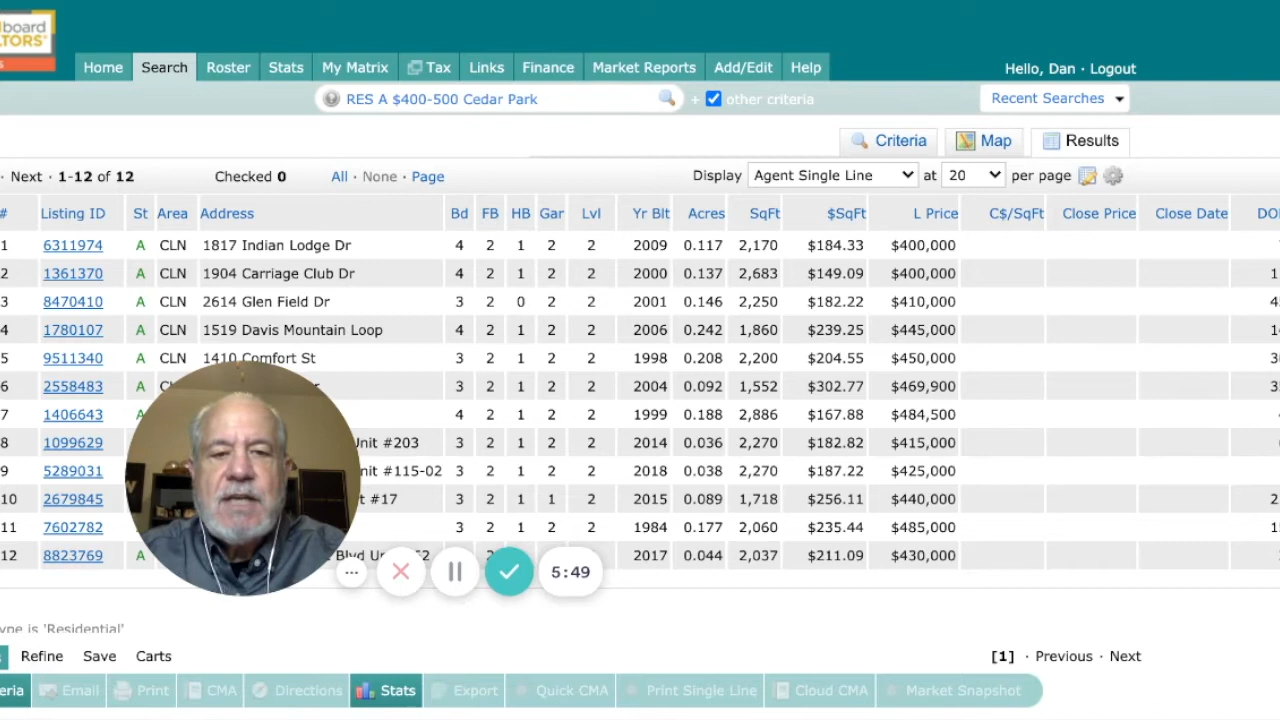 board
TORS
Home Search Roster Stats My Matrix Tax Links Finance Market Reports Add/Edit Help
Hello, Dan · Logout
RES A $400-500 Cedar Park + other criteria
Recent Searches
Criteria Map Results
· Next · 1-12 of 12 Checked 0 All · None · Page Display Agent Single Line at 20 per page
# Listing ID St Area Address Bd FB HB Gar Lvl Yr Blt Acres SqFt $SqFt L Price C$/SqFt Close Price Close Date DO
1 6311974 A CLN 1817 Indian Lodge Dr 4 2 1 2 2 2009 0.117 2,170 $184.33 $400,000
2 1361370 A CLN 1904 Carriage Club Dr 4 2 1 2 2 2000 0.137 2,683 $149.09 $400,000
3 8470410 A CLN 2614 Glen Field Dr 3 2 0 2 2 2001 0.146 2,250 $182.22 $410,000
4 1780107 A CLN 1519 Davis Mountain Loop 4 2 1 2 2 2006 0.242 1,860 $239.25 $445,000
5 9511340 A CLN 1410 Comfort St 3 2 1 2 2 1998 0.208 2,200 $204.55 $450,000
6 2558483 A 3 2 1 2 2 2004 0.092 1,552 $302.77 $469,900
7 1406643 A 4 2 1 2 2 1999 0.188 2,886 $167.88 $484,500
8 1099629 Unit #203 3 2 1 2 2 2014 0.036 2,270 $182.82 $415,000
9 5289031 nit #115-02 3 2 1 2 2 2018 0.038 2,270 $187.22 $425,000
10 2679845 t #17 3 2 1 1 2 2015 0.089 1,718 $256.11 $440,000
11 7602782 3 2 1 2 2 1984 0.177 2,060 $235.44 $485,000
12 8823769 A Blvd 2 2017 0.044 2,037 $211.09 $430,000
5:49
ype is 'Residential'
Refine Save Carts [1] · Previous · Next
eria Email Print CMA Directions Stats Export Quick CMA Print Single Line Cloud CMA Market Snapshot